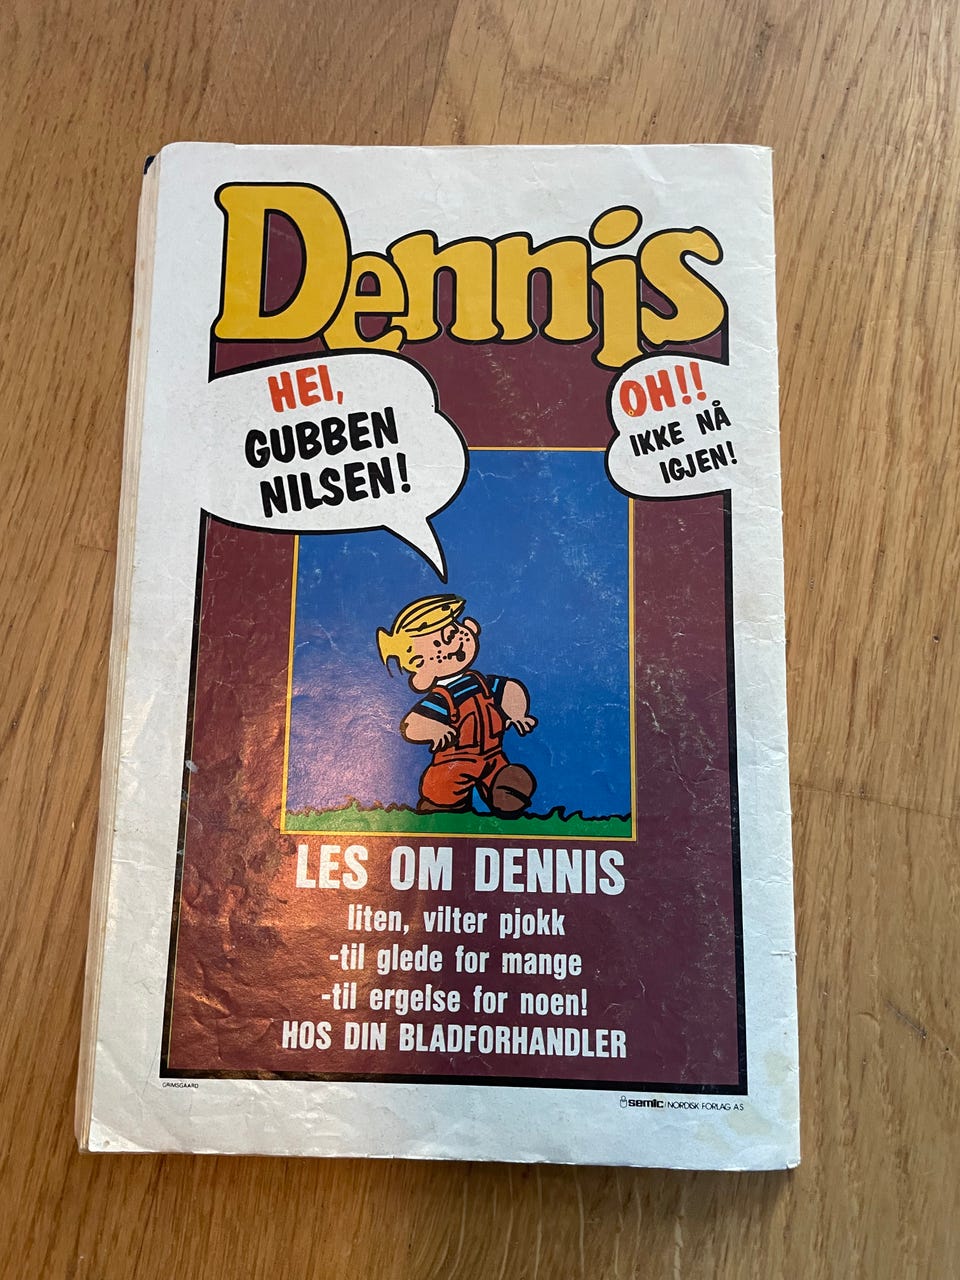 Dennis
HEI,
GUBBEN
NILSEN!
OH!!
IKKE NÅ
IGJEN!
LES OM DENNIS
liten, vilter pjokk
-til glede for mange
-til ergelse for noen!
HOS DIN BLADFORHANDLER
GRIMSGAARD
semic/NORDISK FORLAG AS